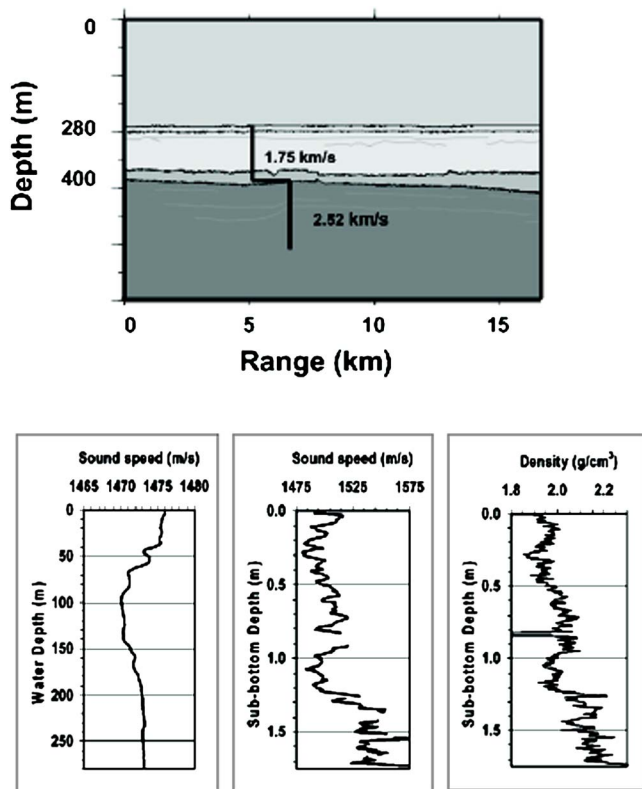 Depth (m)
0
280
400
1.75 km/s
2.52 km/s
0 5 10 15
Range (km)
Sound speed (m/s)
1465 1470 1475 1480
Water Depth (m)
0
50
100
150
200
250
Sound speed (m/s)
1475 1525 1575
Sub-bottom Depth (m)
0.0
0.5
1.0
1.5
Density (g/cm³)
1.8 2.0 2.2
Sub-bottom Depth (m)
0.0
0.5
1.0
1.5